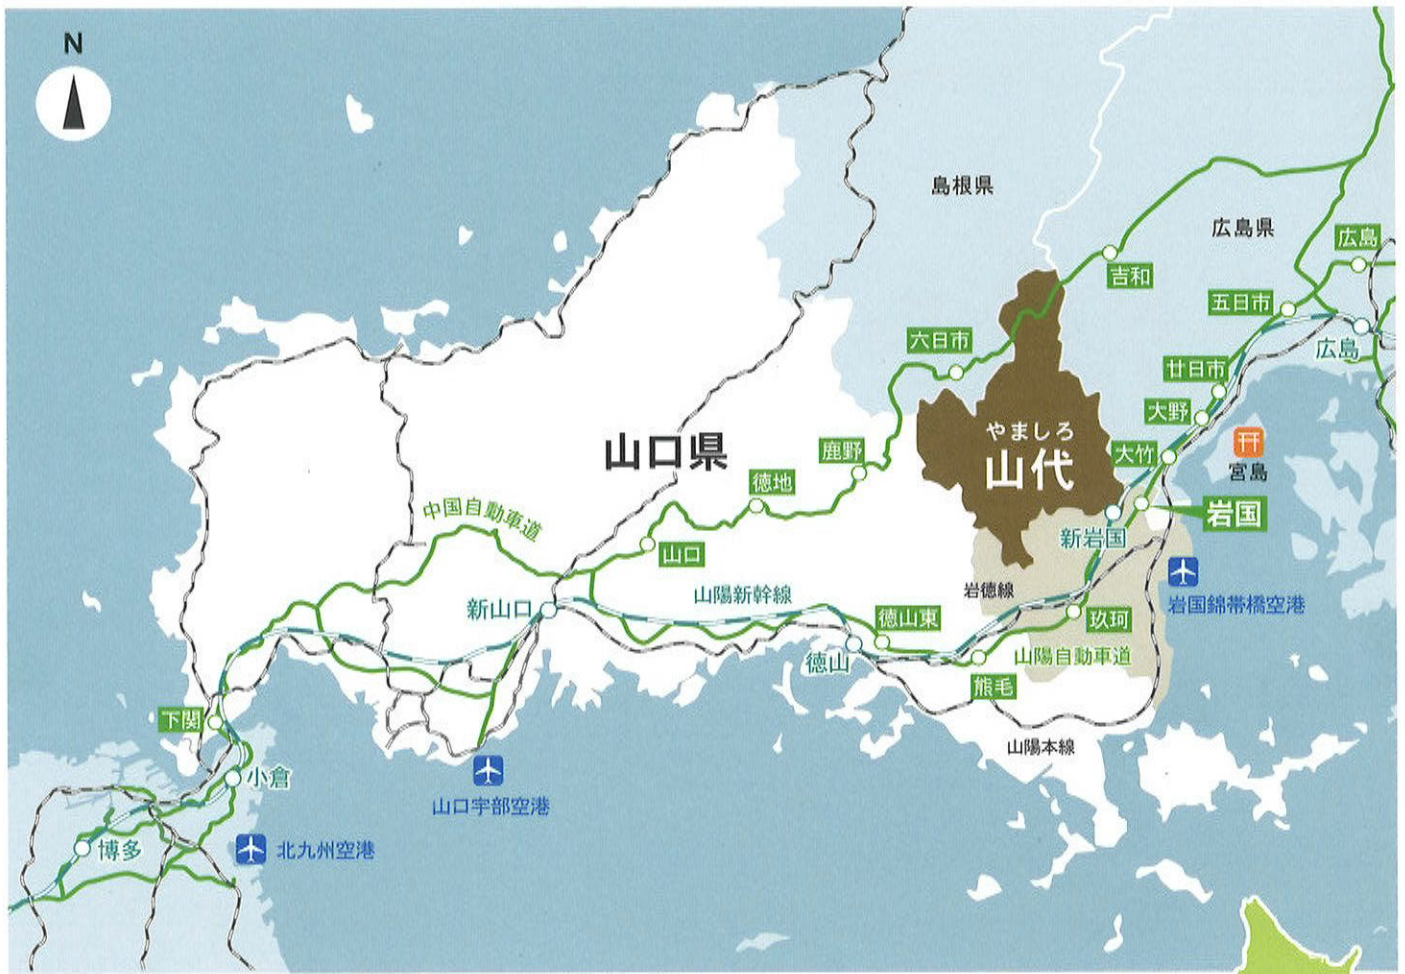 N
島根県
広島県
広島
吉和
五日市
六日市
広島
廿日市
大野
やましろ
山代
山口県
鹿野
大竹
宮島
徳地
中国自動車道
岩国
新岩国
山口
岩徳線
山陽新幹線
岩国錦帯橋空港
新山口
徳山東
玖珂
徳山
山陽自動車道
熊毛
下関
山陽本線
小倉
山口宇部空港
博多
北九州空港